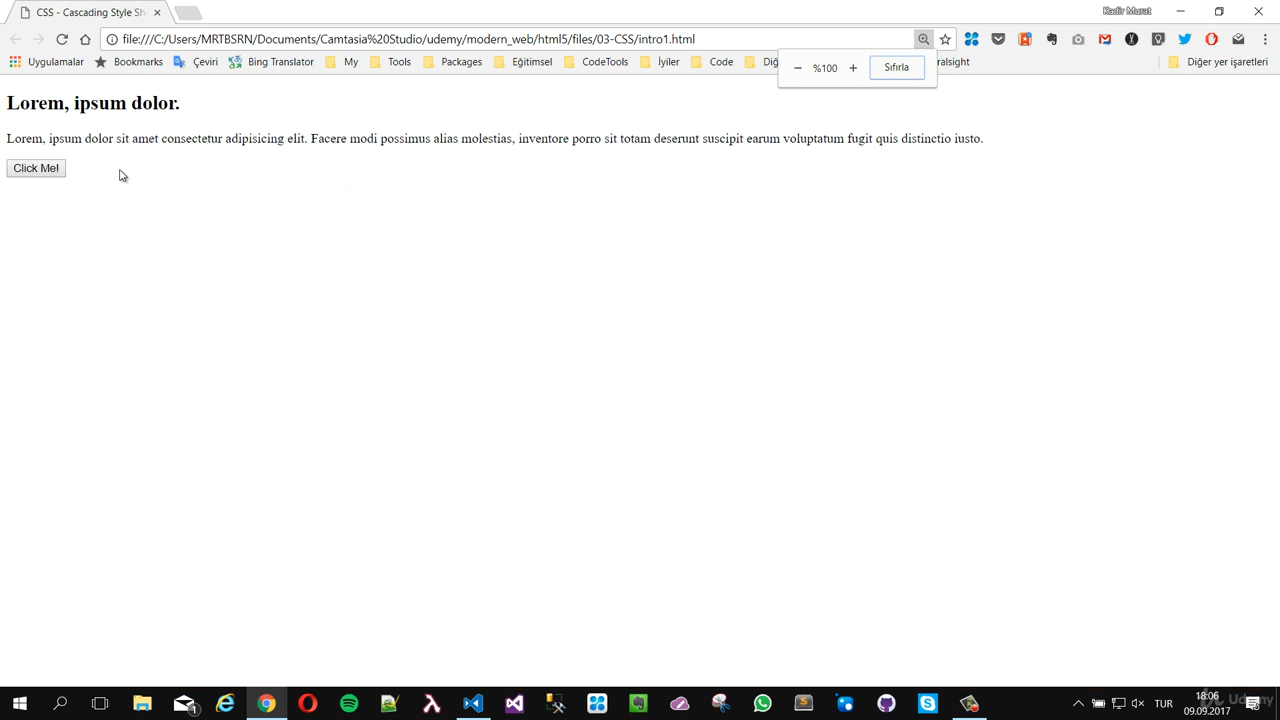 CSS - Cascading Style Sh
Kadir Murat
file:///C:/Users/MRTBSRN/Documents/Camtasia%20Studio/udemy/modern_web/html5/files/03-CSS/intro1.html
Uygulamalar Bookmarks Çeviri Bing Translator My Tools Packages Eğitimsel CodeTools İyiler Code Diğ ralsight Diğer yer işaretleri
− %100 + Sıfırla
Lorem, ipsum dolor.
Lorem, ipsum dolor sit amet consectetur adipisicing elit. Facere modi possimus alias molestias, inventore porro sit totam deserunt suscipit earum voluptatum fugit quis distinctio iusto.
Click Me!
1
TUR
18:06
09.09.2017
Udemy